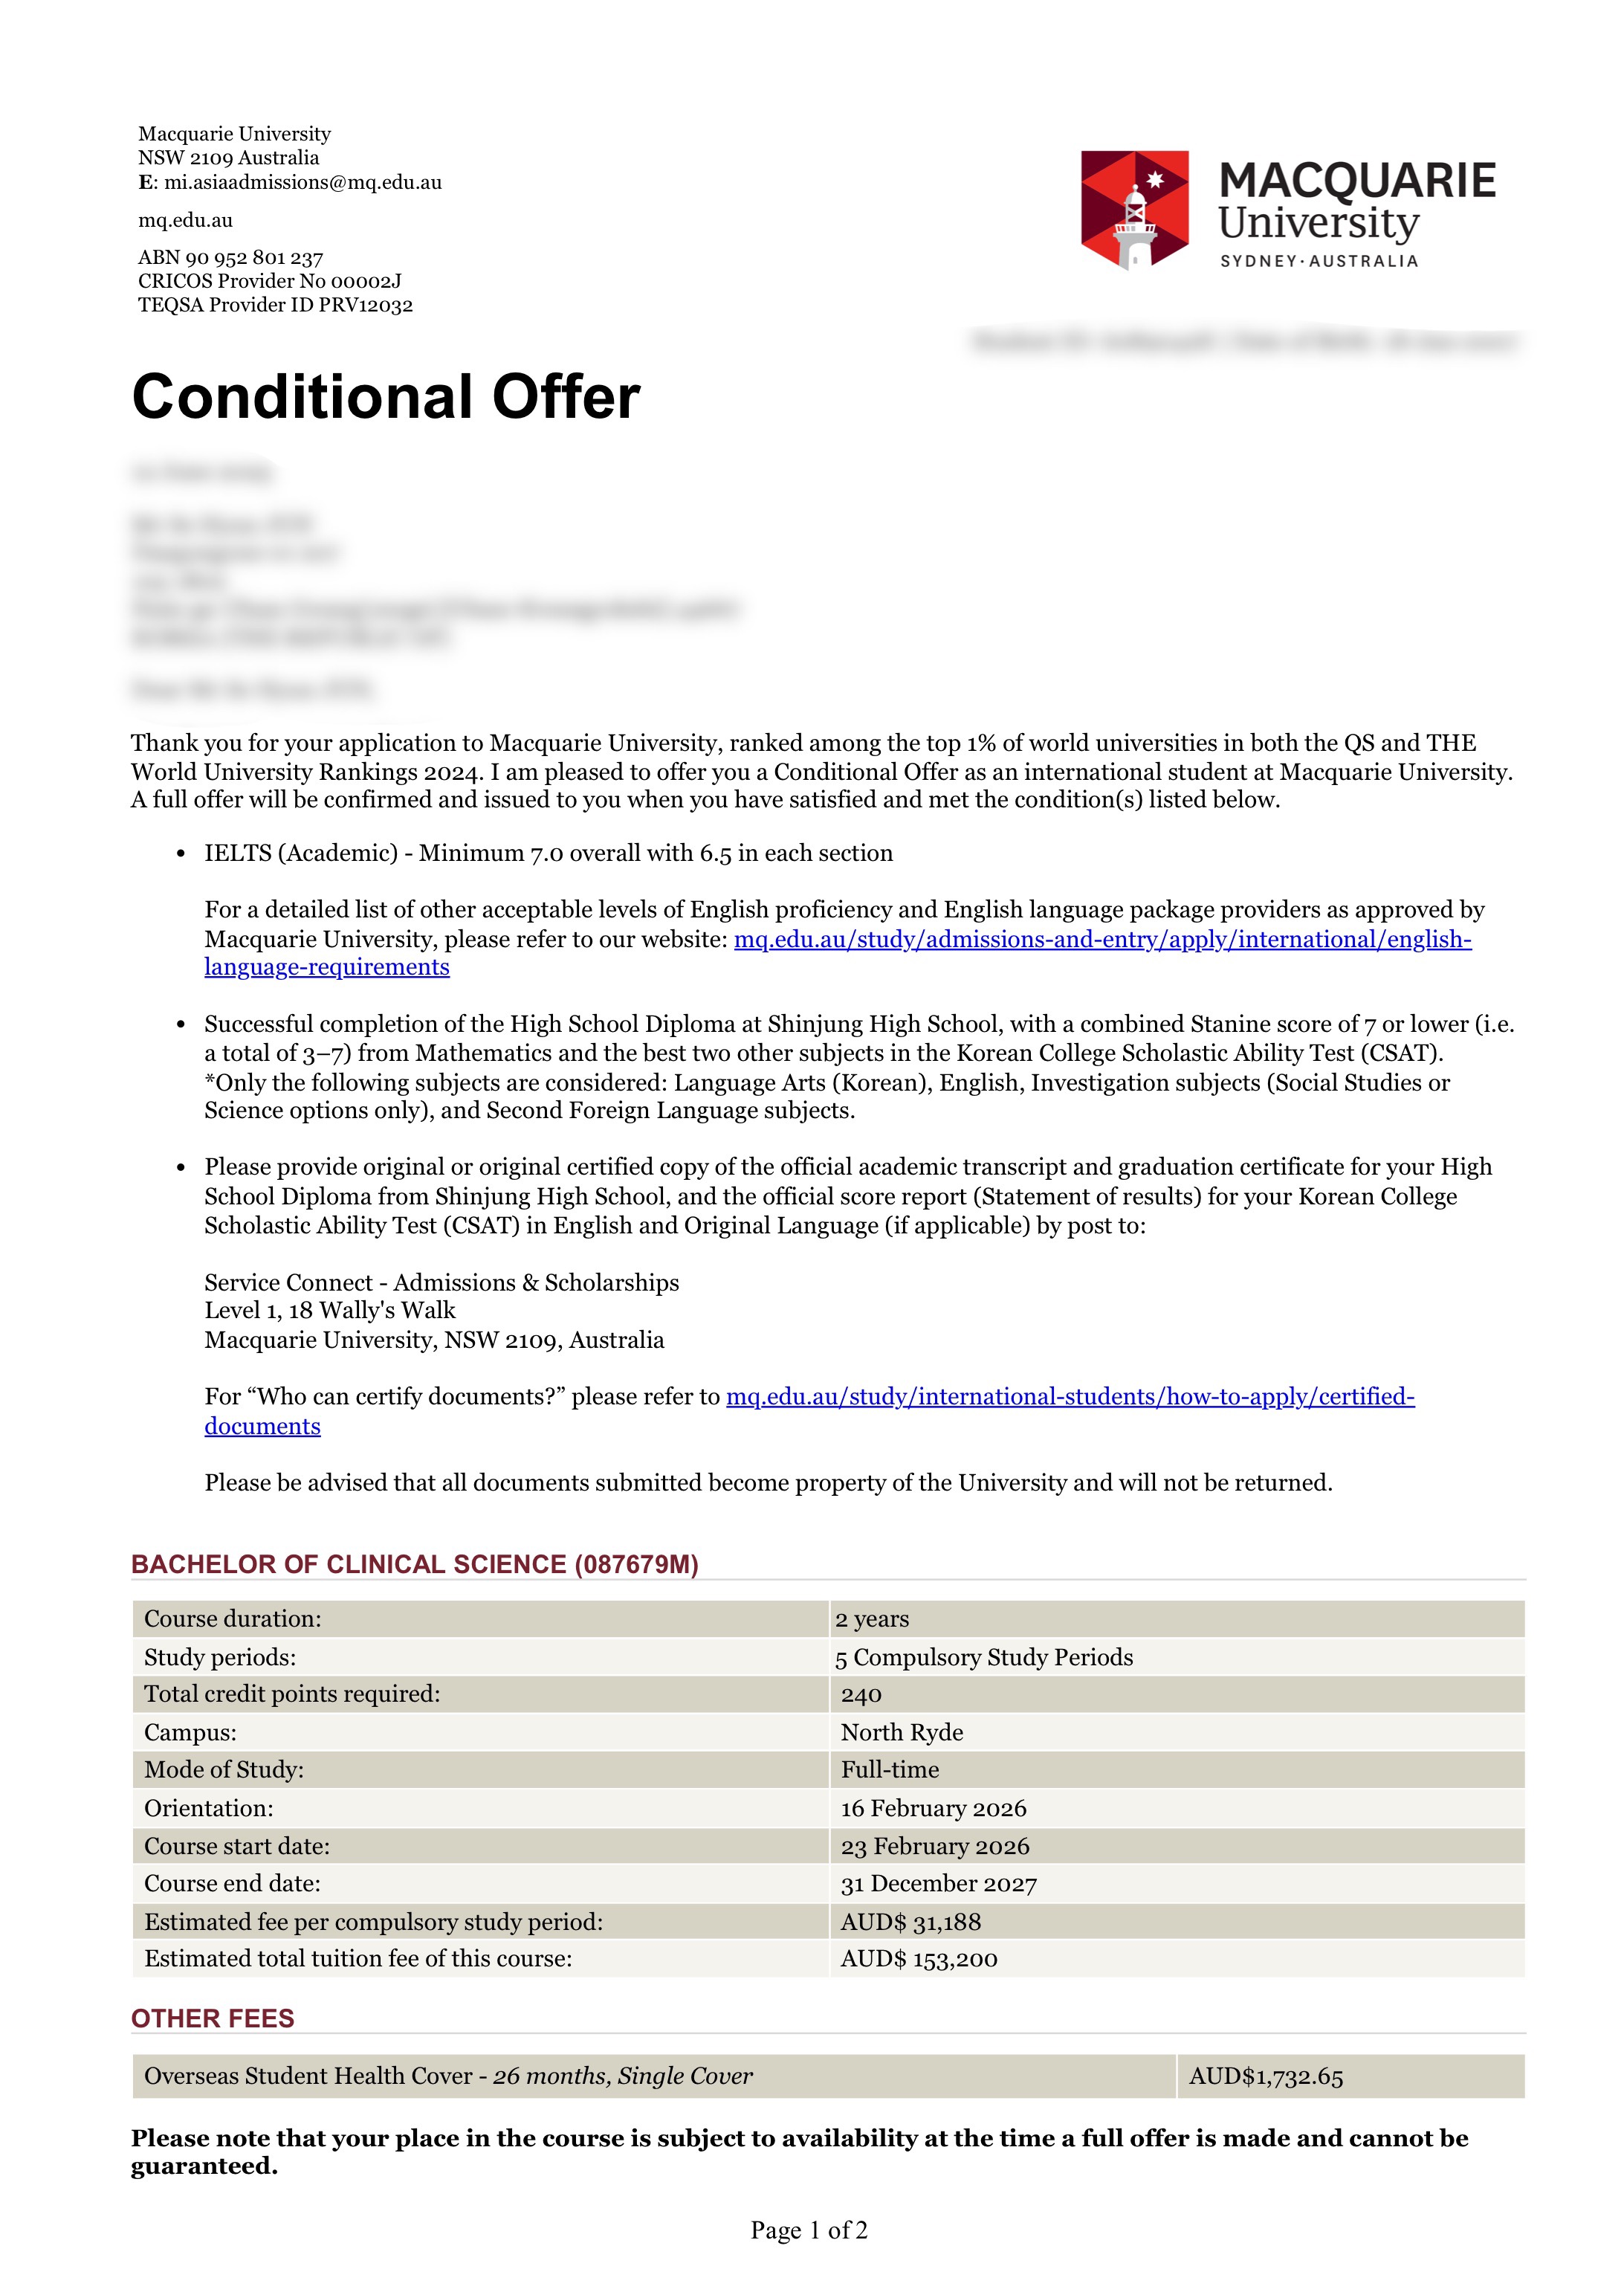 Macquarie University
NSW 2109 Australia
E: mi.asiaadmissions@mq.edu.au
mq.edu.au
ABN 90 952 801 237
CRICOS Provider No 00002J
TEQSA Provider ID PRV12032
MACQUARIE
University
SYDNEY·AUSTRALIA
Conditional Offer
Thank you for your application to Macquarie University, ranked among the top 1% of world universities in both the QS and THE
World University Rankings 2024. I am pleased to offer you a Conditional Offer as an international student at Macquarie University.
A full offer will be confirmed and issued to you when you have satisfied and met the condition(s) listed below.
• IELTS (Academic) - Minimum 7.0 overall with 6.5 in each section
For a detailed list of other acceptable levels of English proficiency and English language package providers as approved by
Macquarie University, please refer to our website: mq.edu.au/study/admissions-and-entry/apply/international/english-
language-requirements
• Successful completion of the High School Diploma at Shinjung High School, with a combined Stanine score of 7 or lower (i.e.
a total of 3–7) from Mathematics and the best two other subjects in the Korean College Scholastic Ability Test (CSAT).
*Only the following subjects are considered: Language Arts (Korean), English, Investigation subjects (Social Studies or
Science options only), and Second Foreign Language subjects.
• Please provide original or original certified copy of the official academic transcript and graduation certificate for your High
School Diploma from Shinjung High School, and the official score report (Statement of results) for your Korean College
Scholastic Ability Test (CSAT) in English and Original Language (if applicable) by post to:
Service Connect - Admissions & Scholarships
Level 1, 18 Wally's Walk
Macquarie University, NSW 2109, Australia
For “Who can certify documents?” please refer to mq.edu.au/study/international-students/how-to-apply/certified-
documents
Please be advised that all documents submitted become property of the University and will not be returned.
BACHELOR OF CLINICAL SCIENCE (087679M)
Course duration: 2 years
Study periods: 5 Compulsory Study Periods
Total credit points required: 240
Campus: North Ryde
Mode of Study: Full-time
Orientation: 16 February 2026
Course start date: 23 February 2026
Course end date: 31 December 2027
Estimated fee per compulsory study period: AUD$ 31,188
Estimated total tuition fee of this course: AUD$ 153,200
OTHER FEES
Overseas Student Health Cover - 26 months, Single Cover AUD$1,732.65
Please note that your place in the course is subject to availability at the time a full offer is made and cannot be
guaranteed.
Page 1 of 2